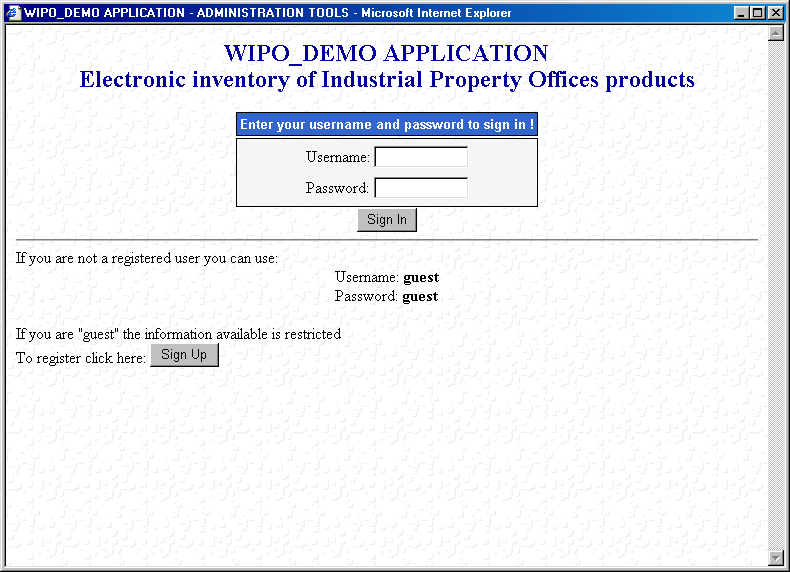 WIPO_DEMO APPLICATION - ADMINISTRATION TOOLS - Microsoft Internet Explorer
WIPO_DEMO APPLICATION
Electronic inventory of Industrial Property Offices products
Enter your username and password to sign in !
Username:
Password:
Sign In
If you are not a registered user you can use:
Username: guest
Password: guest
If you are "guest" the information available is restricted
To register click here: Sign Up